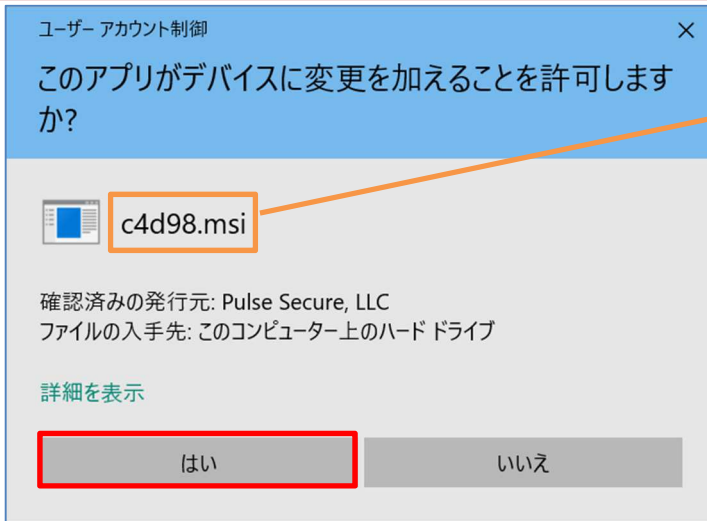 ユーザー アカウント制御
このアプリがデバイスに変更を加えることを許可します
か?
c4d98.msi
確認済みの発行元: Pulse Secure, LLC
ファイルの入手先: このコンピューター上のハード ドライブ
詳細を表示
はい
いいえ